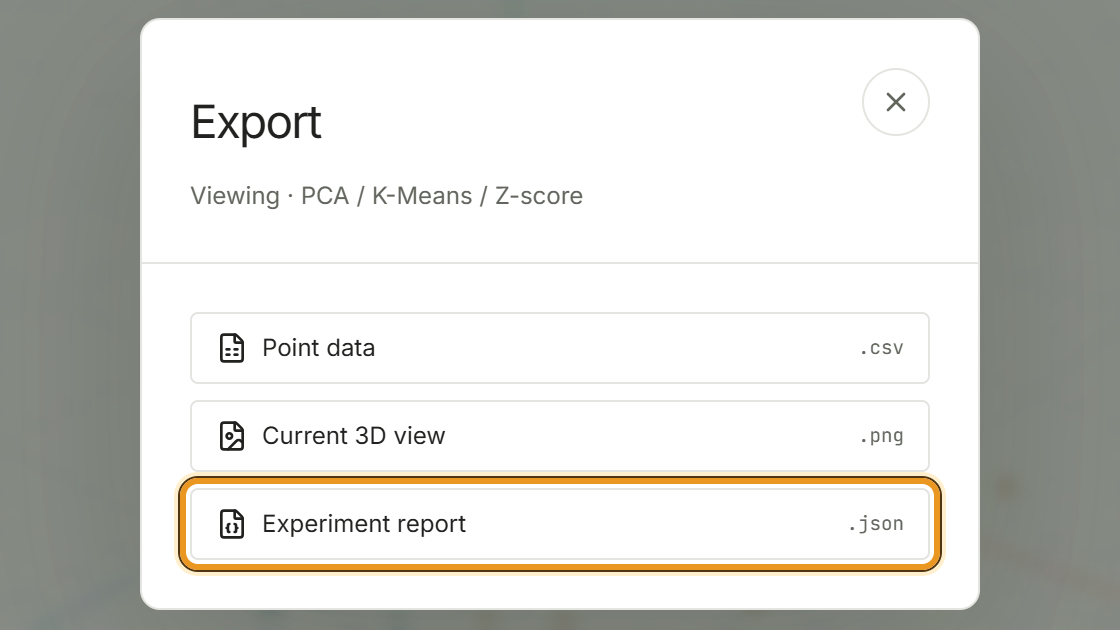 Export
Viewing · PCA / K-Means / Z-score
Point data .csv
Current 3D view .png
Experiment report .json